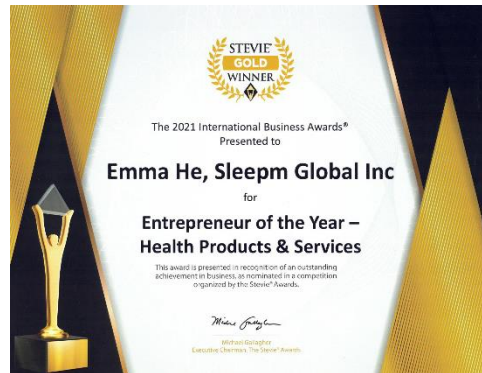 STEVIE®
GOLD
WINNER
The 2021 International Business Awards®
Presented to
Emma He, Sleepm Global Inc
for
Entrepreneur of the Year –
Health Products & Services
This award is presented in recognition of an outstanding
achievement in business, as nominated in a competition
organized by the Stevie® Awards.
Michael Gallagher
Executive Chairman, The Stevie® Awards